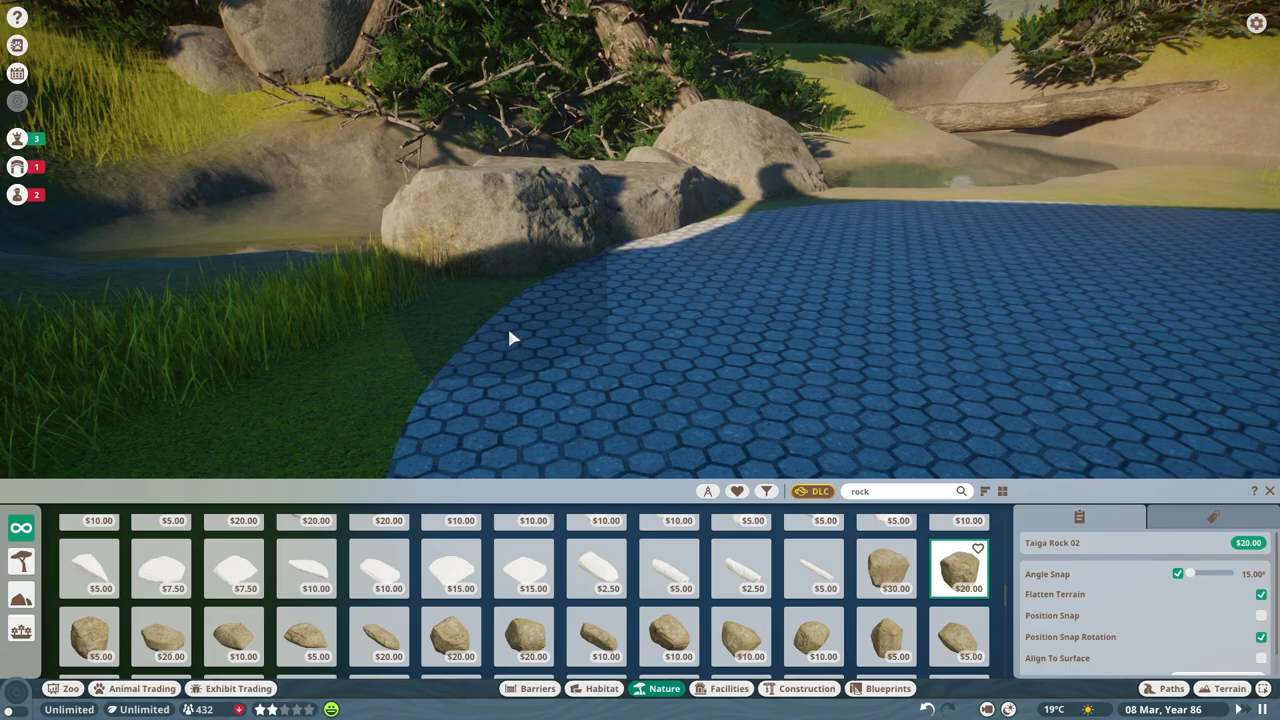 ?
3
1
2
DLC
rock
? ✕
$10.00 $5.00 $20.00 $20.00 $20.00 $10.00 $10.00 $10.00 $10.00 $5.00 $5.00 $5.00 $10.00
$5.00 $7.50 $7.50 $10.00 $10.00 $15.00 $15.00 $2.50 $5.00 $2.50 $5.00 $30.00 $20.00
$5.00 $20.00 $10.00 $5.00 $20.00 $20.00 $20.00 $10.00 $10.00 $10.00 $10.00 $5.00 $5.00
Taiga Rock 02 $20.00
Angle Snap 15.00°
Flatten Terrain
Position Snap
Position Snap Rotation
Align To Surface
Zoo Animal Trading Exhibit Trading Barriers Habitat Nature Facilities Construction Blueprints Paths Terrain
Unlimited Unlimited 432 19°C 08 Mar, Year 86